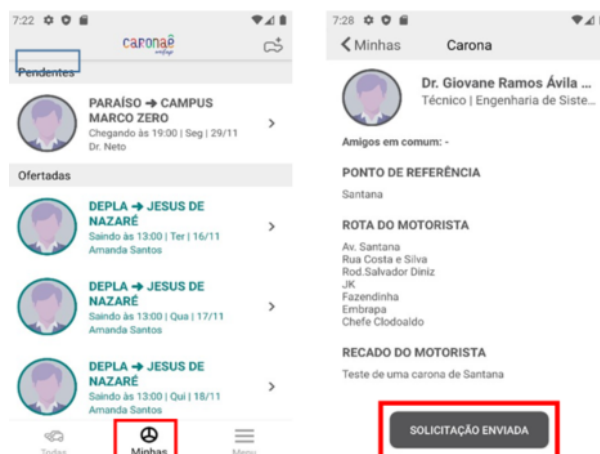 7:22
caronaê
Pendentes
PARAÍSO → CAMPUS
MARCO ZERO
Chegando às 19:00 | Seg | 29/11
Dr. Neto
Ofertadas
DEPLA → JESUS DE
NAZARÉ
Saindo às 13:00 | Ter | 16/11
Amanda Santos
DEPLA → JESUS DE
NAZARÉ
Saindo às 13:00 | Qua | 17/11
Amanda Santos
DEPLA → JESUS DE
NAZARÉ
Saindo às 13:00 | Qui | 18/11
Amanda Santos
Todas
Minhas
Menu
7:28
Minhas
Carona
Dr. Giovane Ramos Ávila ...
Técnico | Engenharia de Siste...
Amigos em comum: -
PONTO DE REFERÊNCIA
Santana
ROTA DO MOTORISTA
Av. Santana
Rua Costa e Silva
Rod.Salvador Diniz
JK
Fazendinha
Embrapa
Chefe Clodoaldo
RECADO DO MOTORISTA
Teste de uma carona de Santana
SOLICITAÇÃO ENVIADA